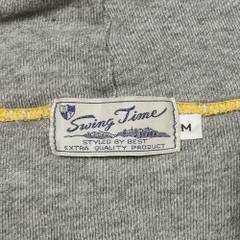 Swing Time
STYLED BY BEST
EXTRA QUALITY PRODUCT
M